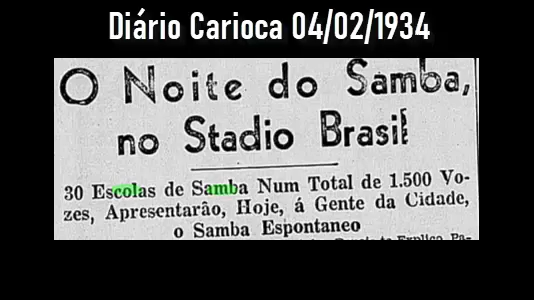 Diário Carioca 04/02/1934
O Noite do Samba,
no Stadio Brasil
30 Escolas de Samba Num Total de 1.500 Vo-
zes, Apresentarâo, Hoje, á Gente da Cidade,
o Samba Espontaneo